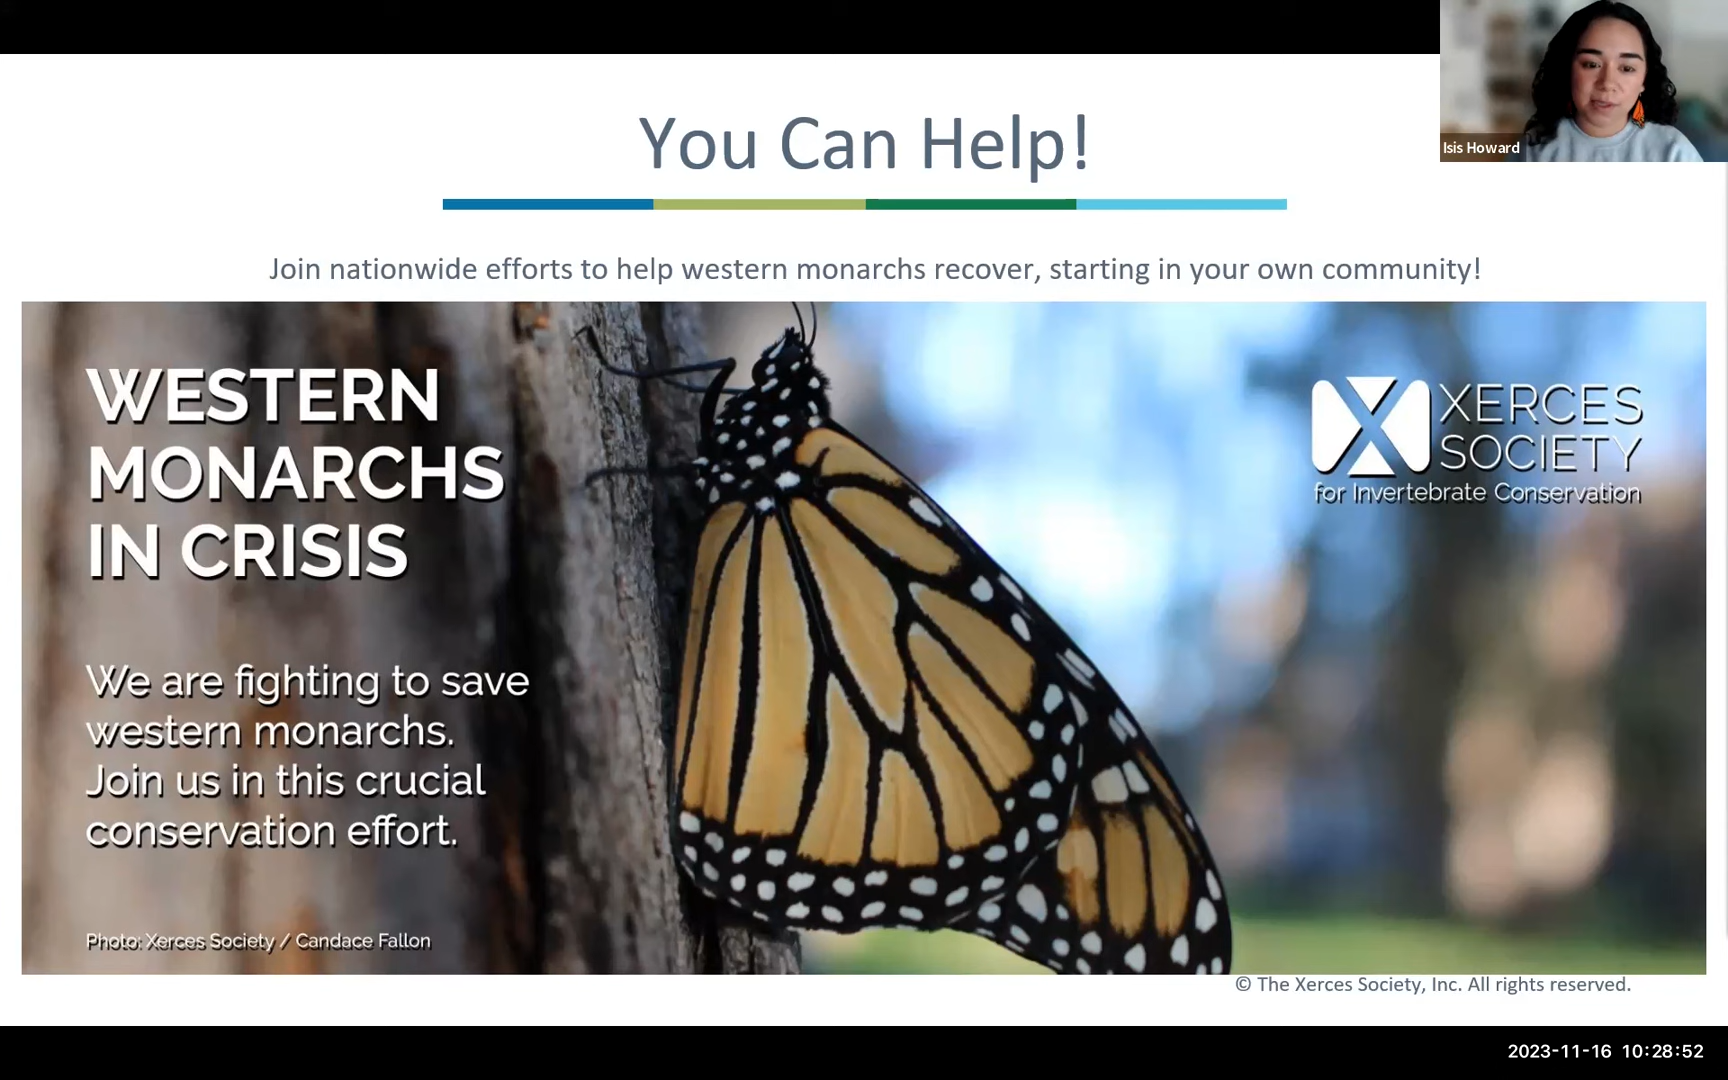 Isis Howard
You Can Help!
Join nationwide efforts to help western monarchs recover, starting in your own community!
WESTERN
MONARCHS
IN CRISIS
XERCES
SOCIETY
for Invertebrate Conservation
We are fighting to save
western monarchs.
Join us in this crucial
conservation effort.
Photo: Xerces Society / Candace Fallon
© The Xerces Society, Inc. All rights reserved.
2023-11-16 10:28:52